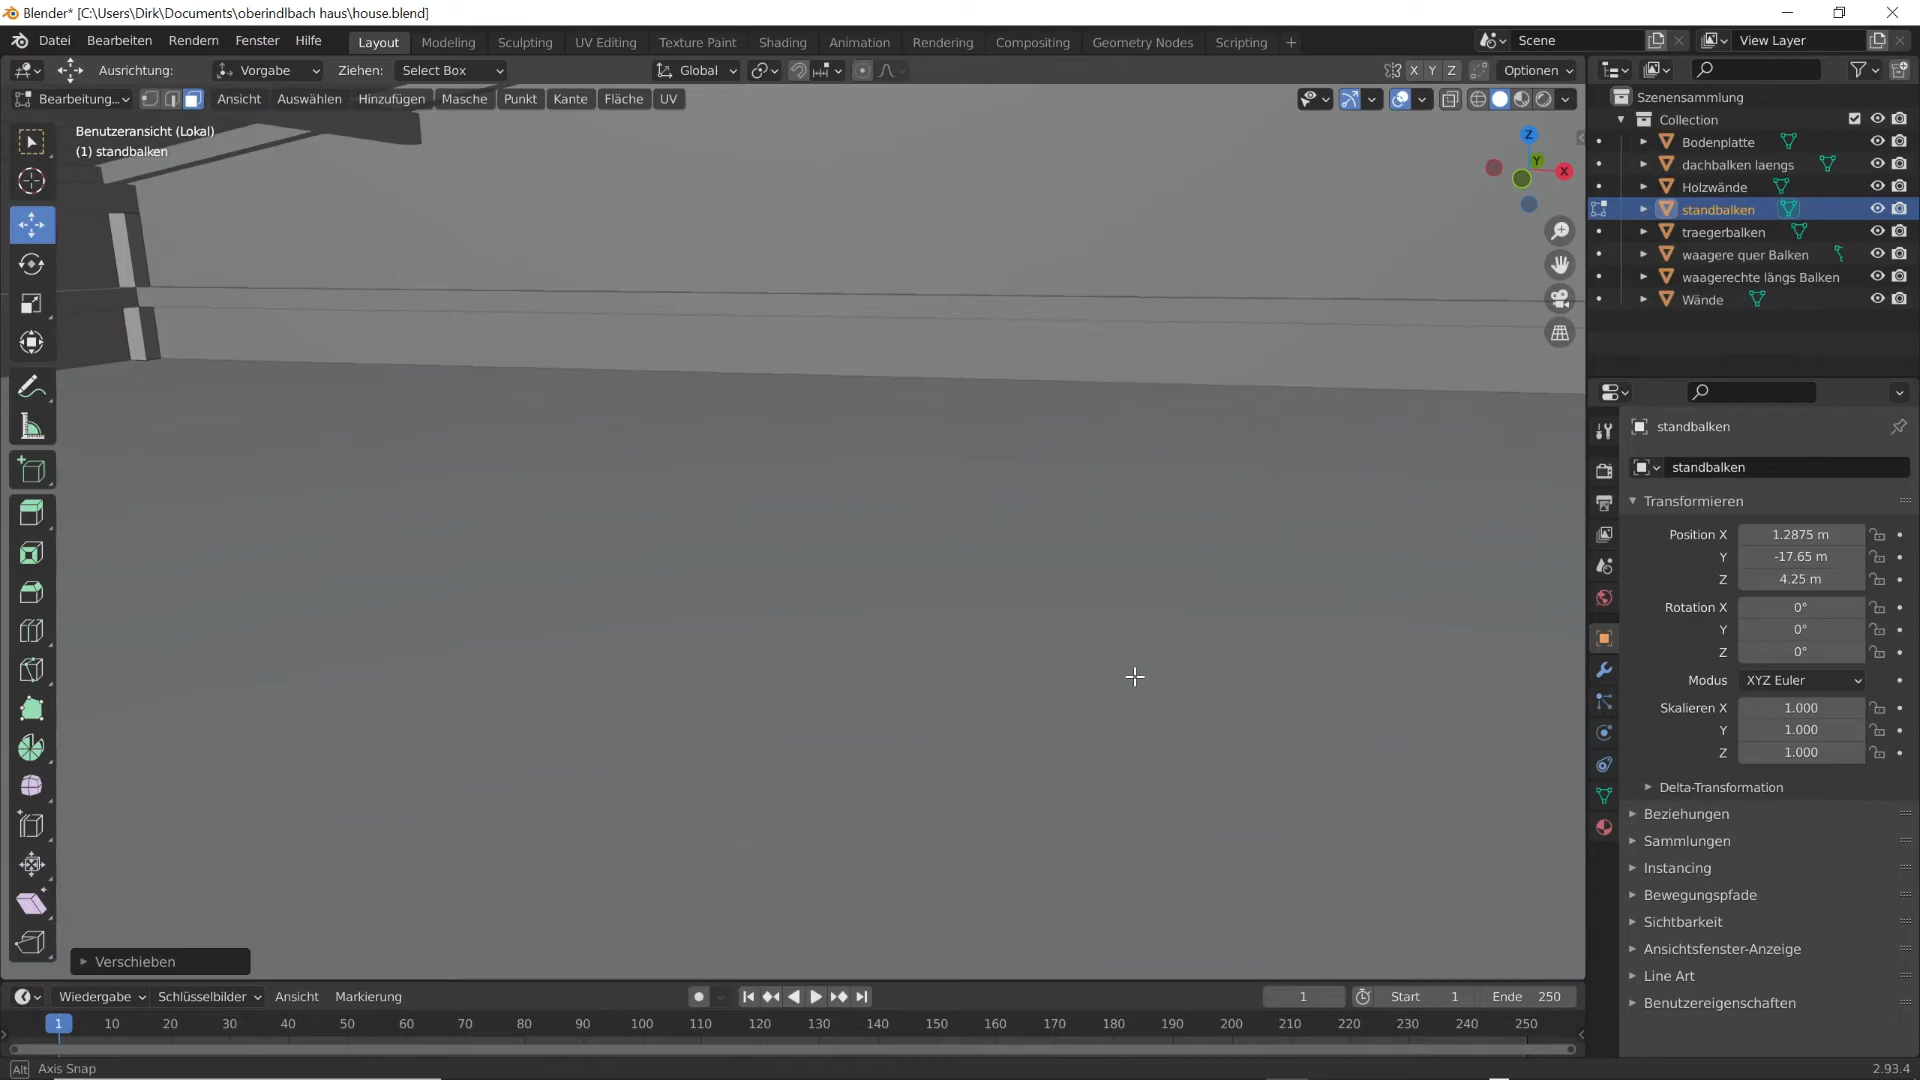 Blender* [C:\Users\Dirk\Documents\oberindlbach haus\house.blend]
Datei Bearbeiten Rendern Fenster Hilfe Layout Modeling Sculpting UV Editing Texture Paint Shading Animation Rendering Compositing Geometry Nodes Scripting + Scene View Layer
Ausrichtung: Vorgabe Ziehen: Select Box Global X Y Z Optionen
Bearbeitung... Ansicht Auswählen Hinzufügen Masche Punkt Kante Fläche UV
Benutzeransicht (Lokal)
(1) standbalken
Z
Y
X
Szenensammlung
Collection
Bodenplatte
dachbalken laengs
Holzwände
standbalken
traegerbalken
waagere quer Balken
waagerechte längs Balken
Wände
standbalken
standbalken
Transformieren
Position X 1.2875 m
Y -17.65 m
Z 4.25 m
Rotation X 0°
Y 0°
Z 0°
Modus XYZ Euler
Skalieren X 1.000
Y 1.000
Z 1.000
Delta-Transformation
Beziehungen
Sammlungen
Instancing
Bewegungspfade
Sichtbarkeit
Ansichtsfenster-Anzeige
Line Art
Benutzereigenschaften
Verschieben
Wiedergabe Schlüsselbilder Ansicht Markierung 1 Start 1 Ende 250
1 10 20 30 40 50 60 70 80 90 100 110 120 130 140 150 160 170 180 190 200 210 220 230 240 250
Alt Axis Snap 2.93.4